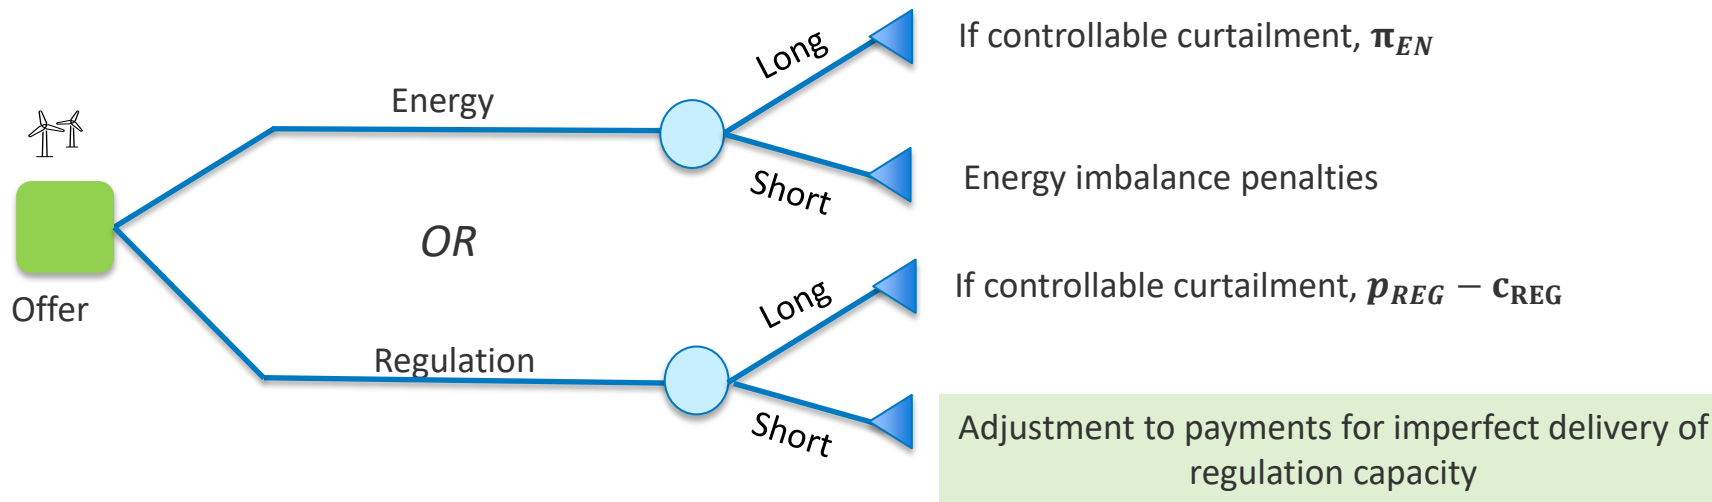 Long
If controllable curtailment, π_EN
Energy
Short
Energy imbalance penalties
OR
Offer
Long
If controllable curtailment, p_REG − c_REG
Regulation
Short
Adjustment to payments for imperfect delivery of
regulation capacity